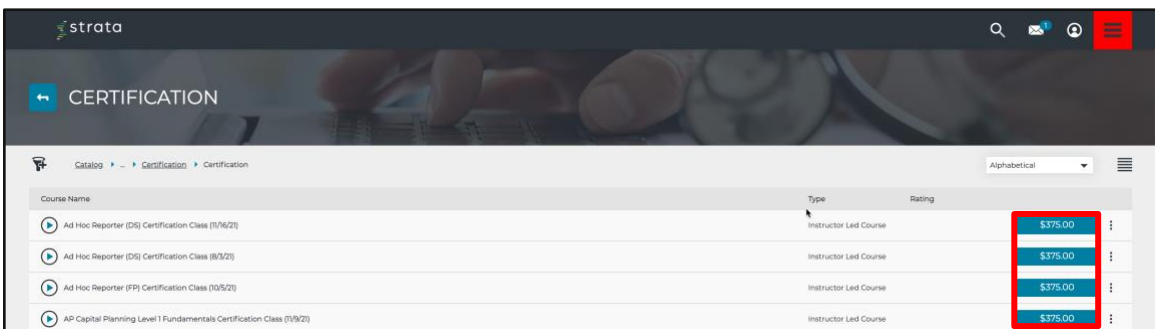 strata
1
CERTIFICATION
Catalog ... Certification Certification
Alphabetical
Course Name Type Rating
Ad Hoc Reporter (DS) Certification Class (11/16/21) Instructor Led Course $375.00
Ad Hoc Reporter (DS) Certification Class (8/3/21) Instructor Led Course $375.00
Ad Hoc Reporter (FP) Certification Class (10/5/21) Instructor Led Course $375.00
AP Capital Planning Level 1 Fundamentals Certification Class (11/9/21) Instructor Led Course $375.00